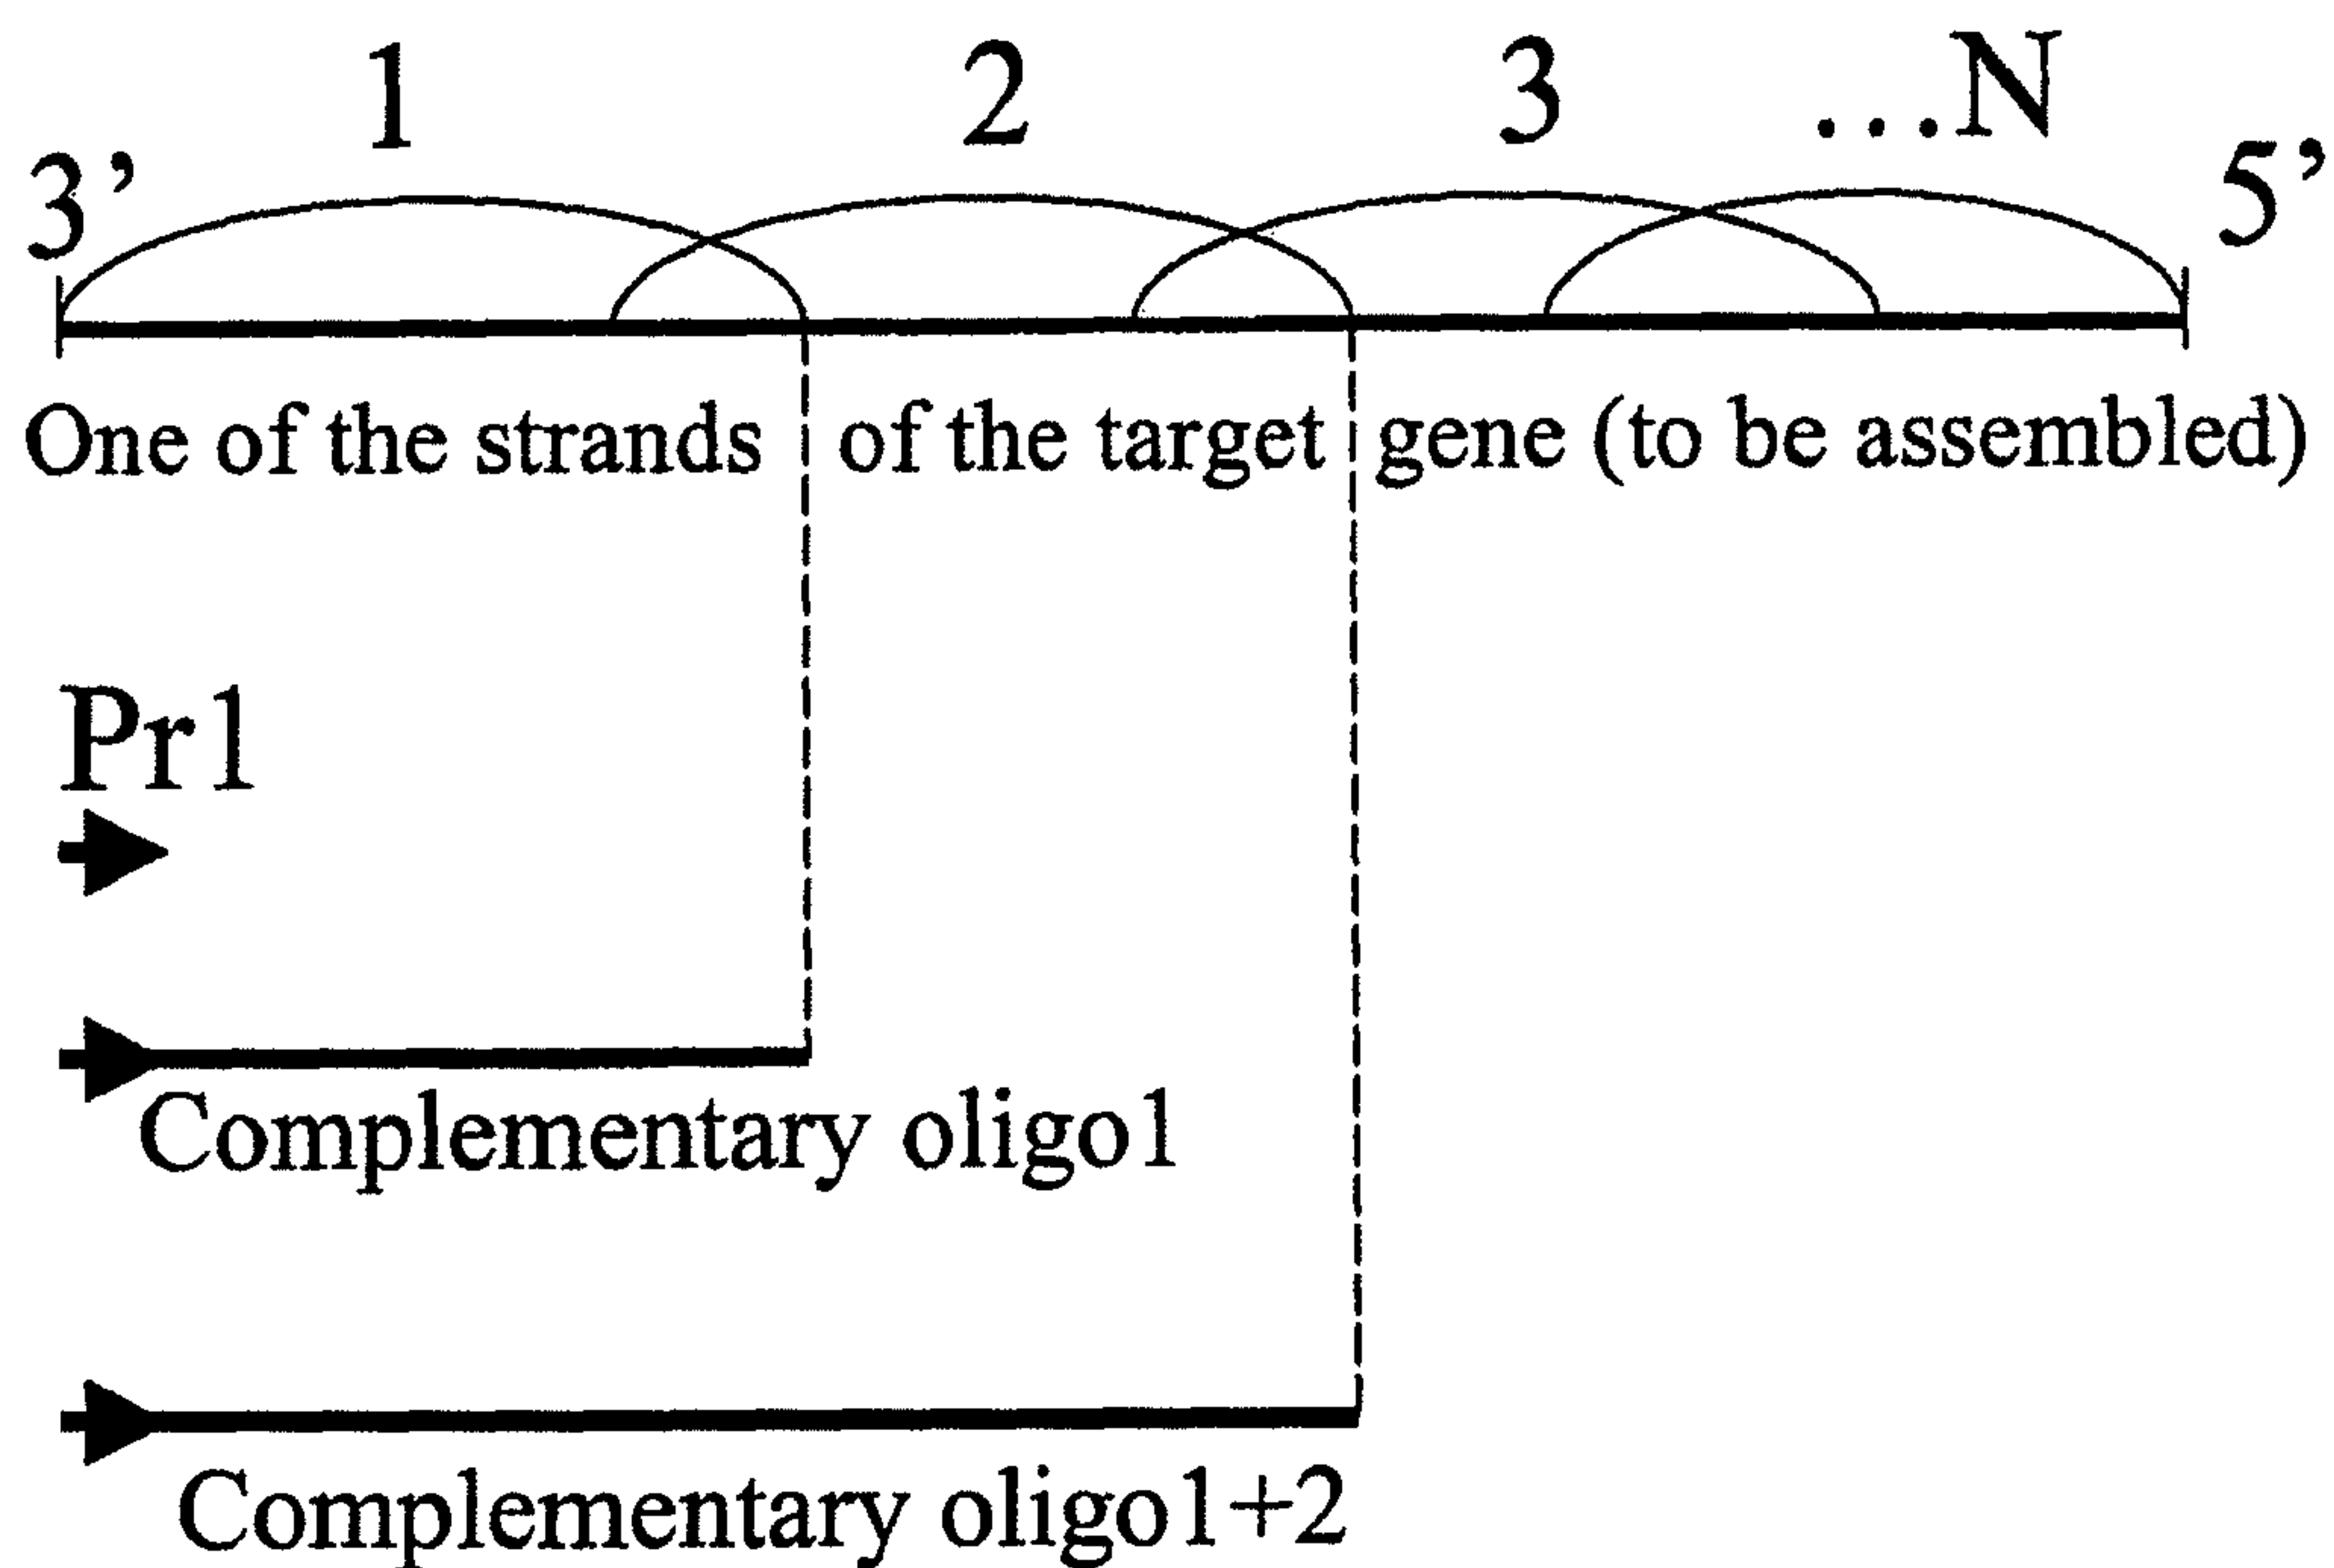 1 2 3 ...N
3’ 5’
One of the strands of the target gene (to be assembled)
Pr1
Complementary oligo1
Complementary oligo1+2